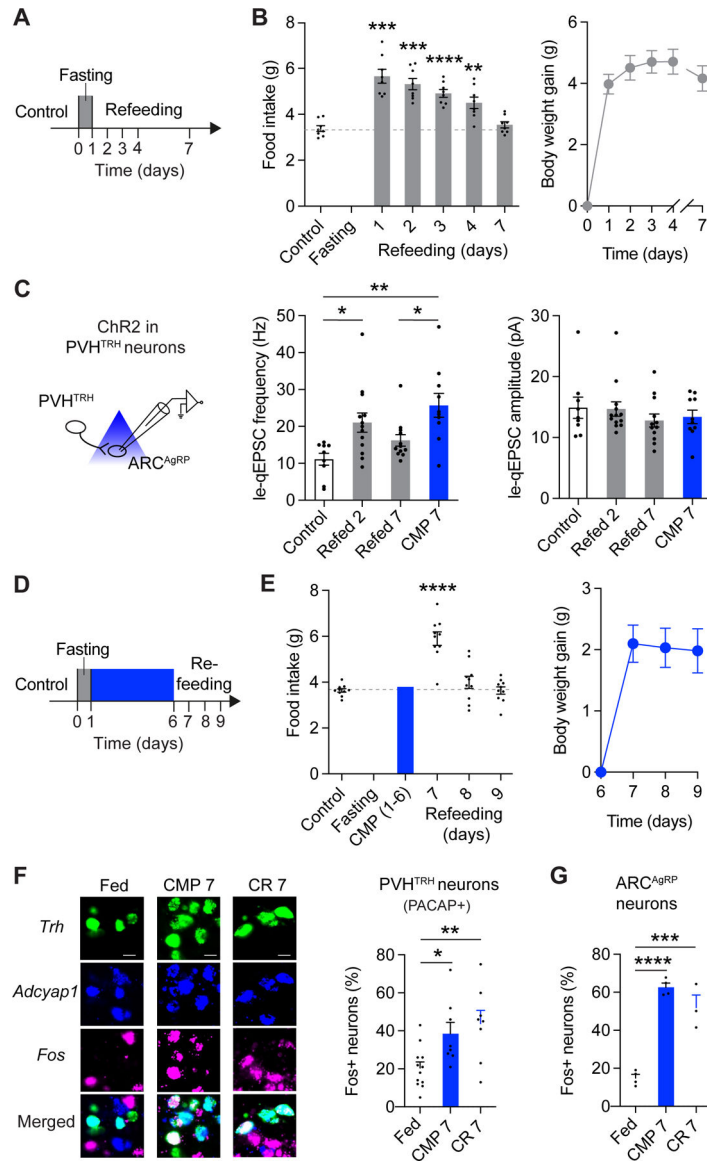 A
Fasting
Control
Refeeding
0 1 2 3 4 7
Time (days)
B
Food intake (g)
8
6
4
2
0
*** *** **** **
Control
Fasting
1
2
3
4
7
Refeeding (days)
Body weight gain (g)
6
4
2
0
0 1 2 3 4 7
Time (days)
C
ChR2 in
PVHTRH neurons
PVHTRH
ARCAgRP
le-qEPSC frequency (Hz)
50
40
30
20
10
0
**
* *
Control
Refed 2
Refed 7
CMP 7
le-qEPSC amplitude (pA)
30
20
10
0
Control
Refed 2
Refed 7
CMP 7
D
Fasting
Control
Re-
feeding
0 1 6 7 8 9
Time (days)
E
Food intake (g)
8
6
4
2
0
****
Control
Fasting
CMP (1-6)
7
8
9
Refeeding
(days)
Body weight gain (g)
3
2
1
0
6 7 8 9
Time (days)
F
Fed CMP 7 CR 7
Trh
Adcyap1
Fos
Merged
PVHTRH neurons
(PACAP+)
Fos+ neurons (%)
80
60
40
20
0
**
*
Fed
CMP 7
CR 7
G
ARCAgRP
neurons
Fos+ neurons (%)
80
60
40
20
0
***
****
Fed
CMP 7
CR 7